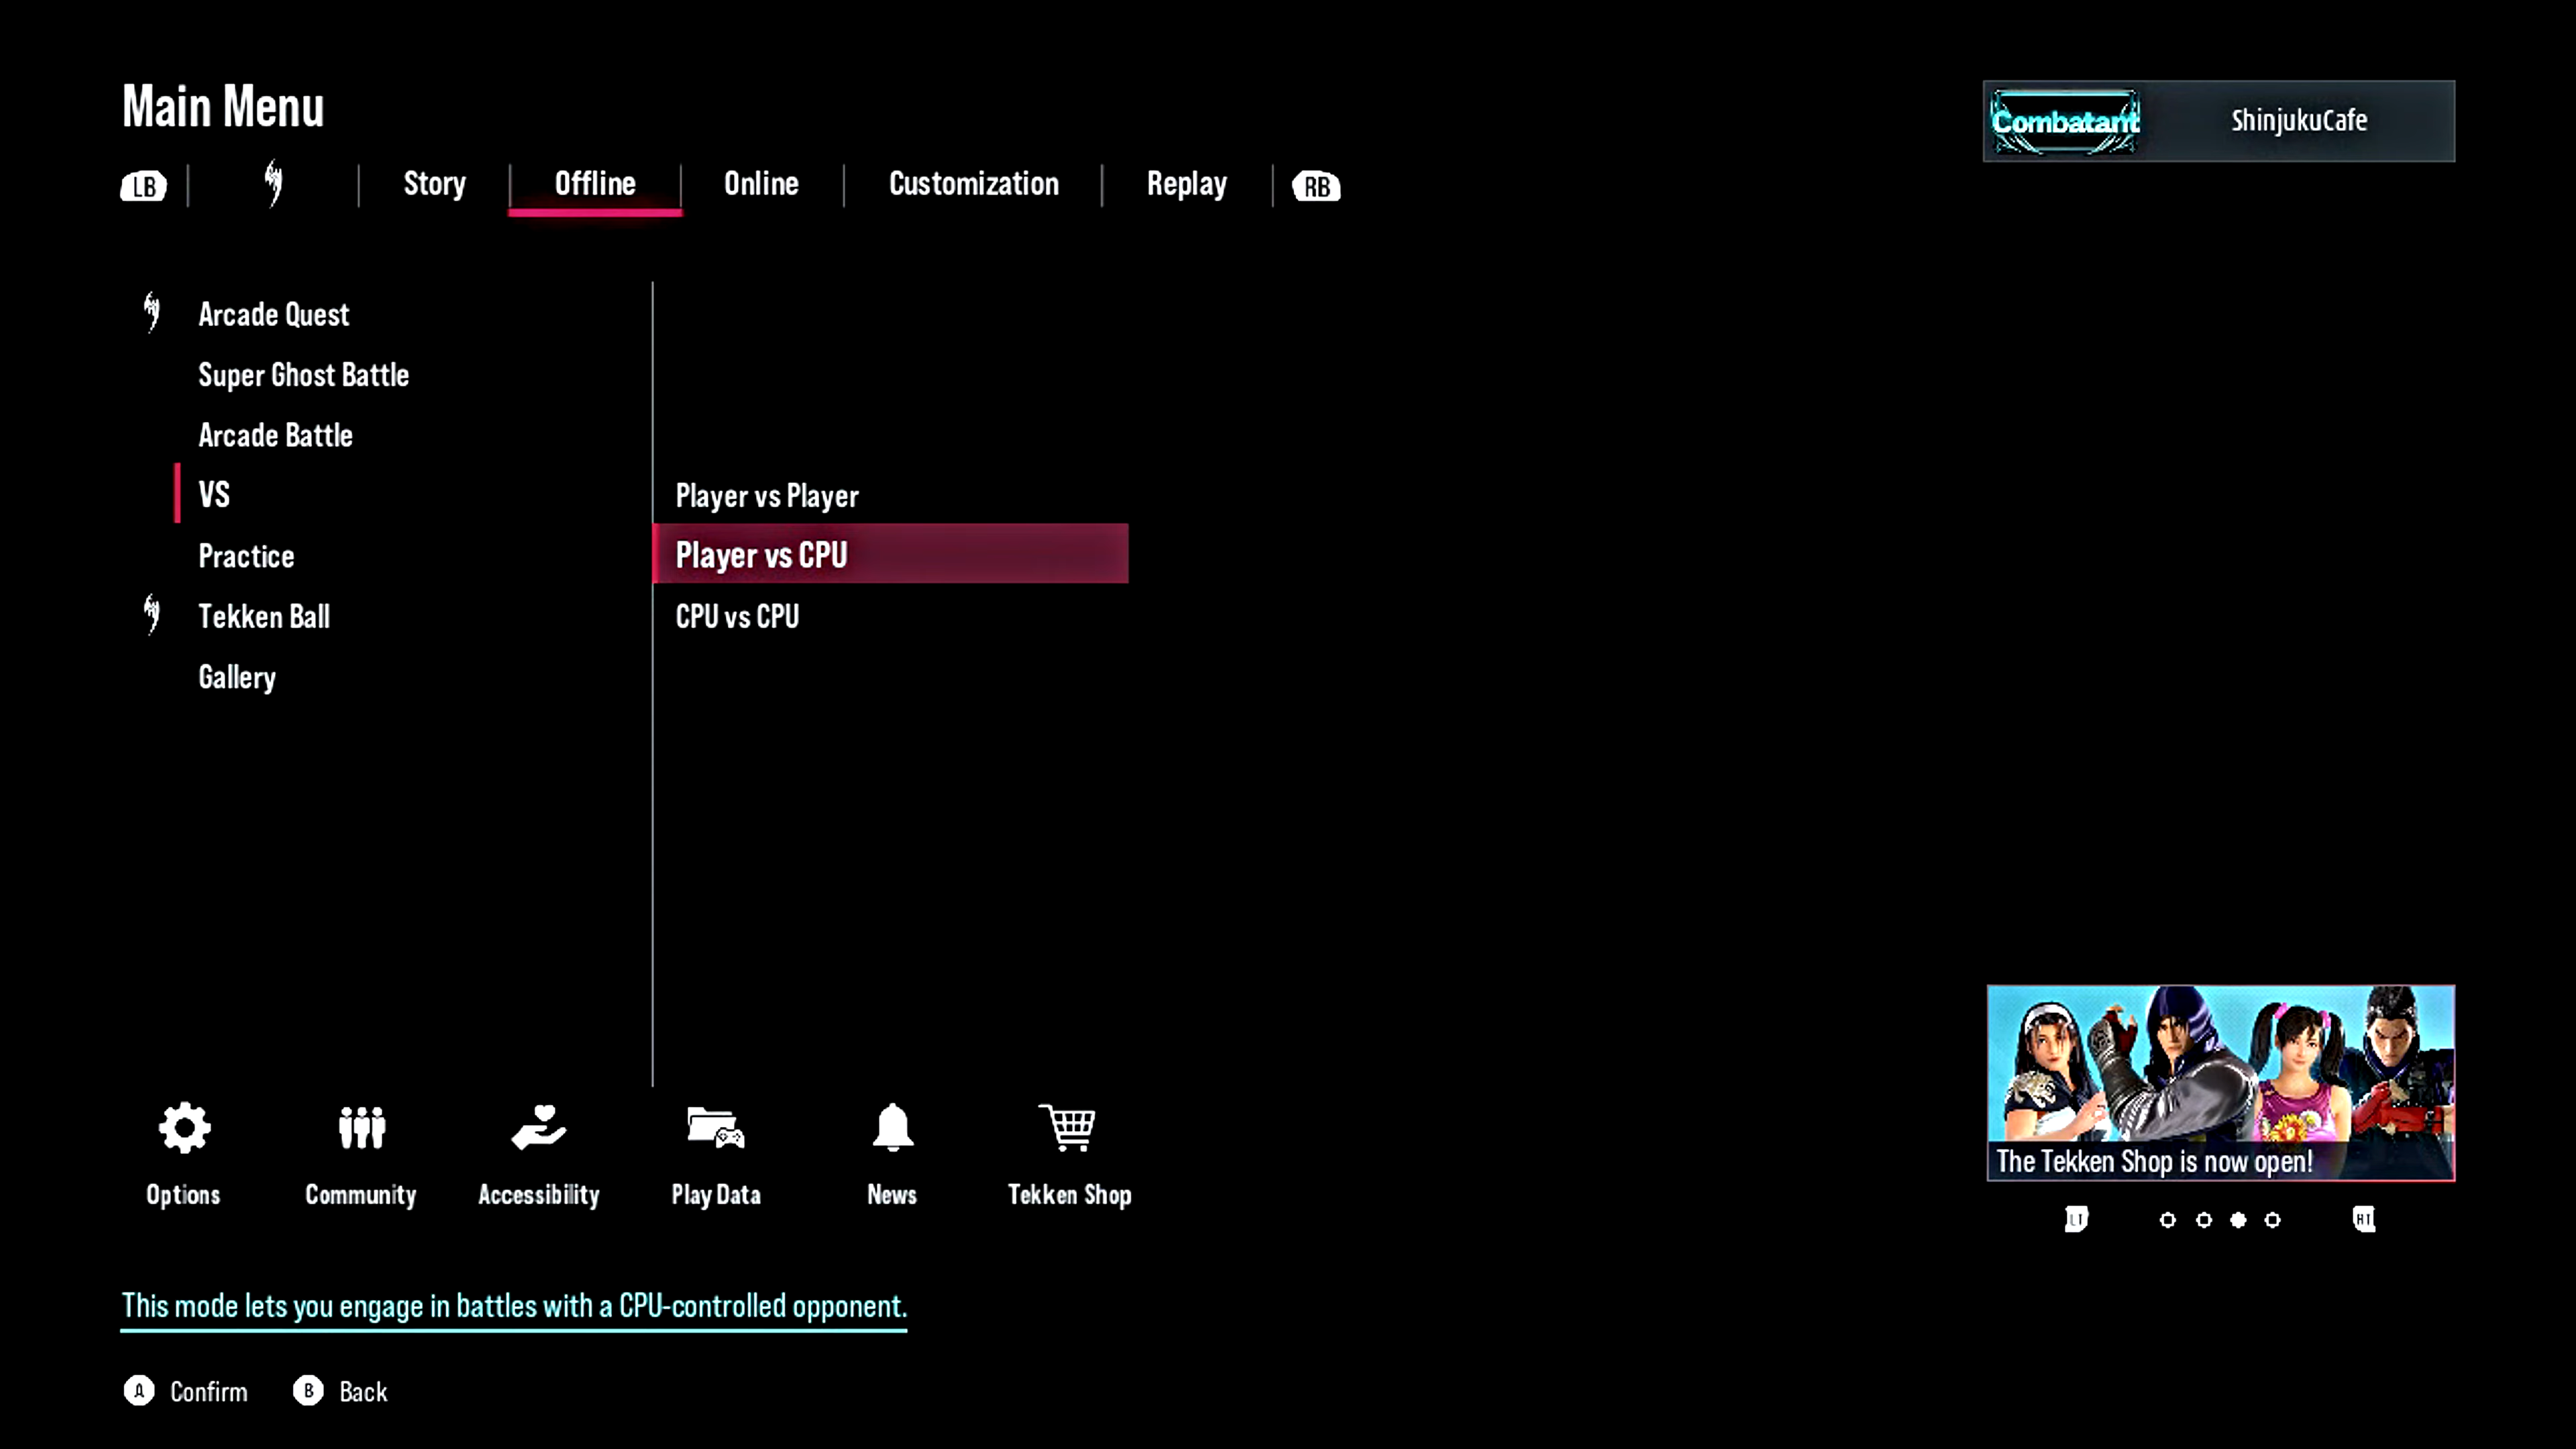 Main Menu
Combatant
ShinjukuCafe
LB
Story
Offline
Online
Customization
Replay
RB
Arcade Quest
Super Ghost Battle
Arcade Battle
VS
Practice
Tekken Ball
Gallery
Player vs Player
Player vs CPU
CPU vs CPU
Options
Community
Accessibility
Play Data
News
Tekken Shop
The Tekken Shop is now open!
LT
RT
This mode lets you engage in battles with a CPU-controlled opponent.
A Confirm
B Back